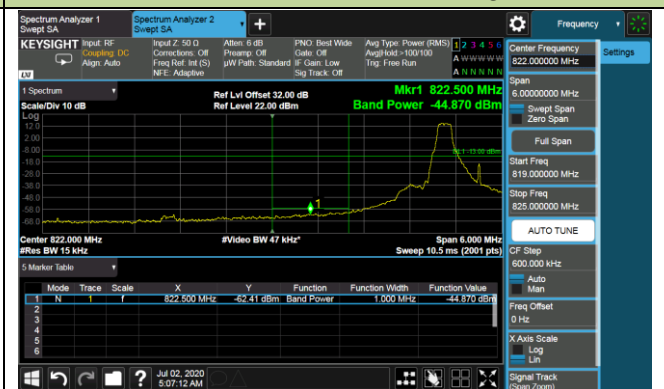 Spectrum Analyzer 1
Swept SA
Spectrum Analyzer 2
Swept SA
+
Frequency
KEYSIGHT
Input: RF
Coupling: DC
Align: Auto
Input Z: 50 Ω
Corrections: Off
Freq Ref: Int (S)
NFE: Adaptive
Atten: 6 dB
Preamp: Off
µW Path: Standard
PNO: Best Wide
Gate: Off
IF Gain: Low
Sig Track: Off
Avg Type: Power (RMS)
Avg|Hold:>100/100
Trig: Free Run
1 2 3 4 5 6
A W W W W W
A N N N N N
LXI
1 Spectrum
Scale/Div 10 dB
Ref Lvl Offset 32.00 dB
Ref Level 22.00 dBm
Mkr1 822.500 MHz
Band Power -44.870 dBm
Log
12.0
2.00
-8.00
-18.0
-28.0
-38.0
-48.0
-58.0
-68.0
DL1 -13.00 dBm
1
Center 822.000 MHz
#Res BW 15 kHz
#Video BW 47 kHz*
Span 6.000 MHz
Sweep 10.5 ms (2001 pts)
5 Marker Table
Mode Trace Scale X Y Function Function Width Function Value
1 N 1 f 822.500 MHz -62.41 dBm Band Power 1.000 MHz -44.870 dBm
2
3
4
5
6
Jul 02, 2020
5:07:12 AM
Center Frequency
822.000000 MHz
Settings
Span
6.00000000 MHz
Swept Span
Zero Span
Full Span
Start Freq
819.000000 MHz
Stop Freq
825.000000 MHz
AUTO TUNE
CF Step
600.000 kHz
Auto
Man
Freq Offset
0 Hz
X Axis Scale
Log
Lin
Signal Track
(Span Zoom)